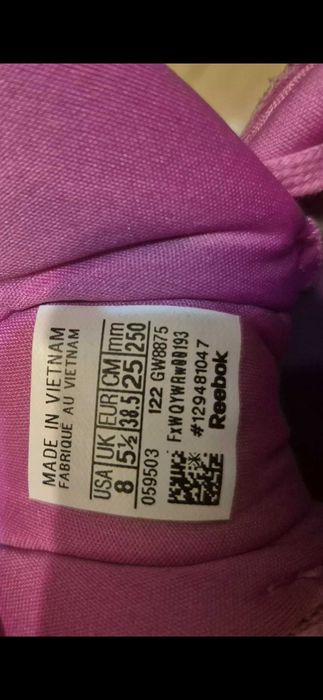 MADE IN VIETNAM
FABRIQUE AU VIETNAM
USA UK EUR CM mm
8 5½ 38.5 25 250
059503 122 GW8875
FxWQYWRw00193
#129481047
Reebok